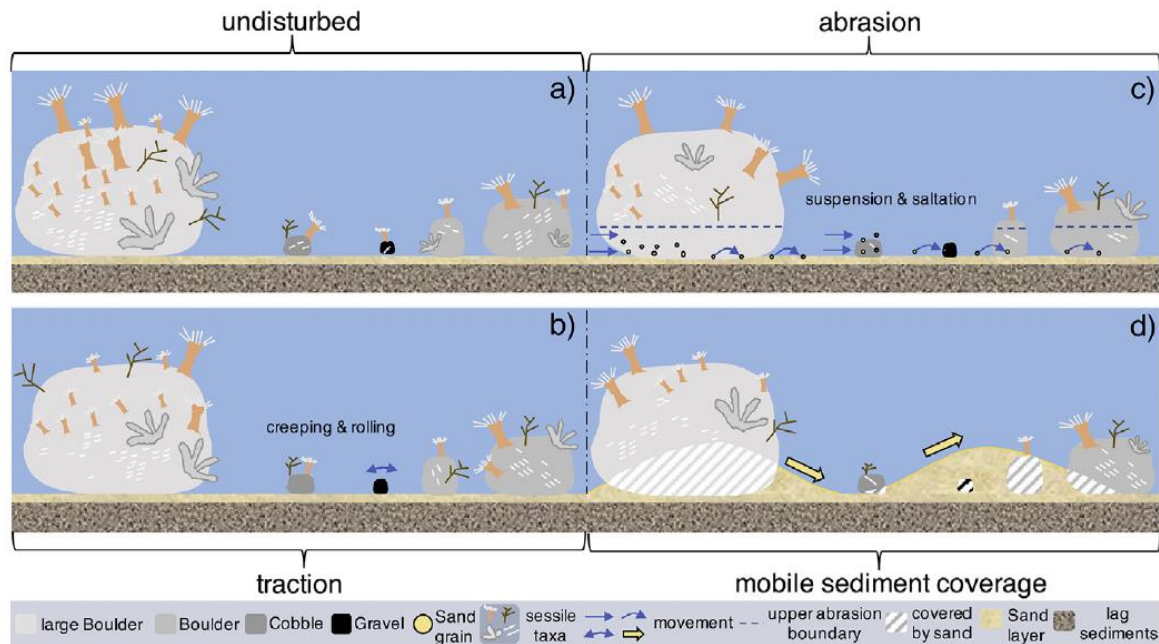 undisturbed
abrasion
a)
c)
suspension & saltation
b)
d)
creeping & rolling
traction
mobile sediment coverage
large Boulder
Boulder
Cobble
Gravel
Sand
grain
sessile
taxa
movement
upper abrasion
boundary
covered
by sand
Sand
layer
lag
sediments